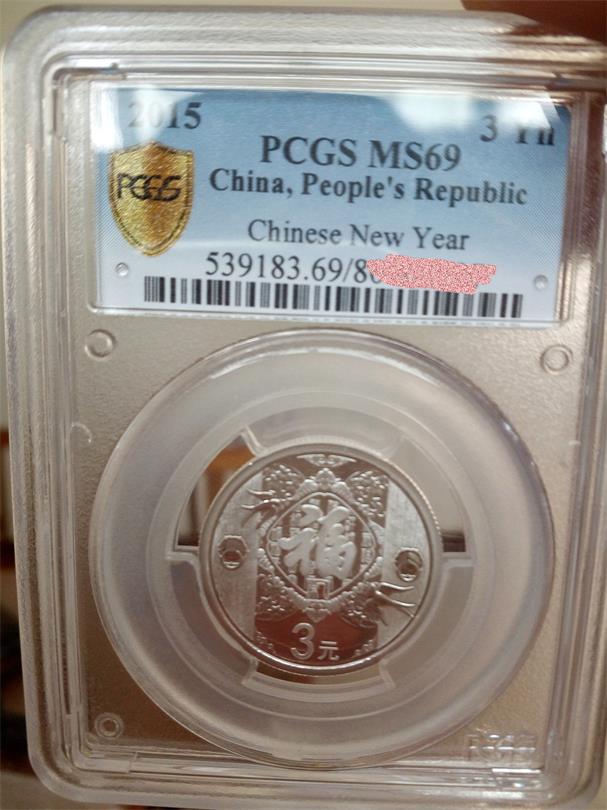 2015
3 Yn
PCGS MS69
PCGS
China, People's Republic
Chinese New Year
539183.69/80
福
3元
PCGS